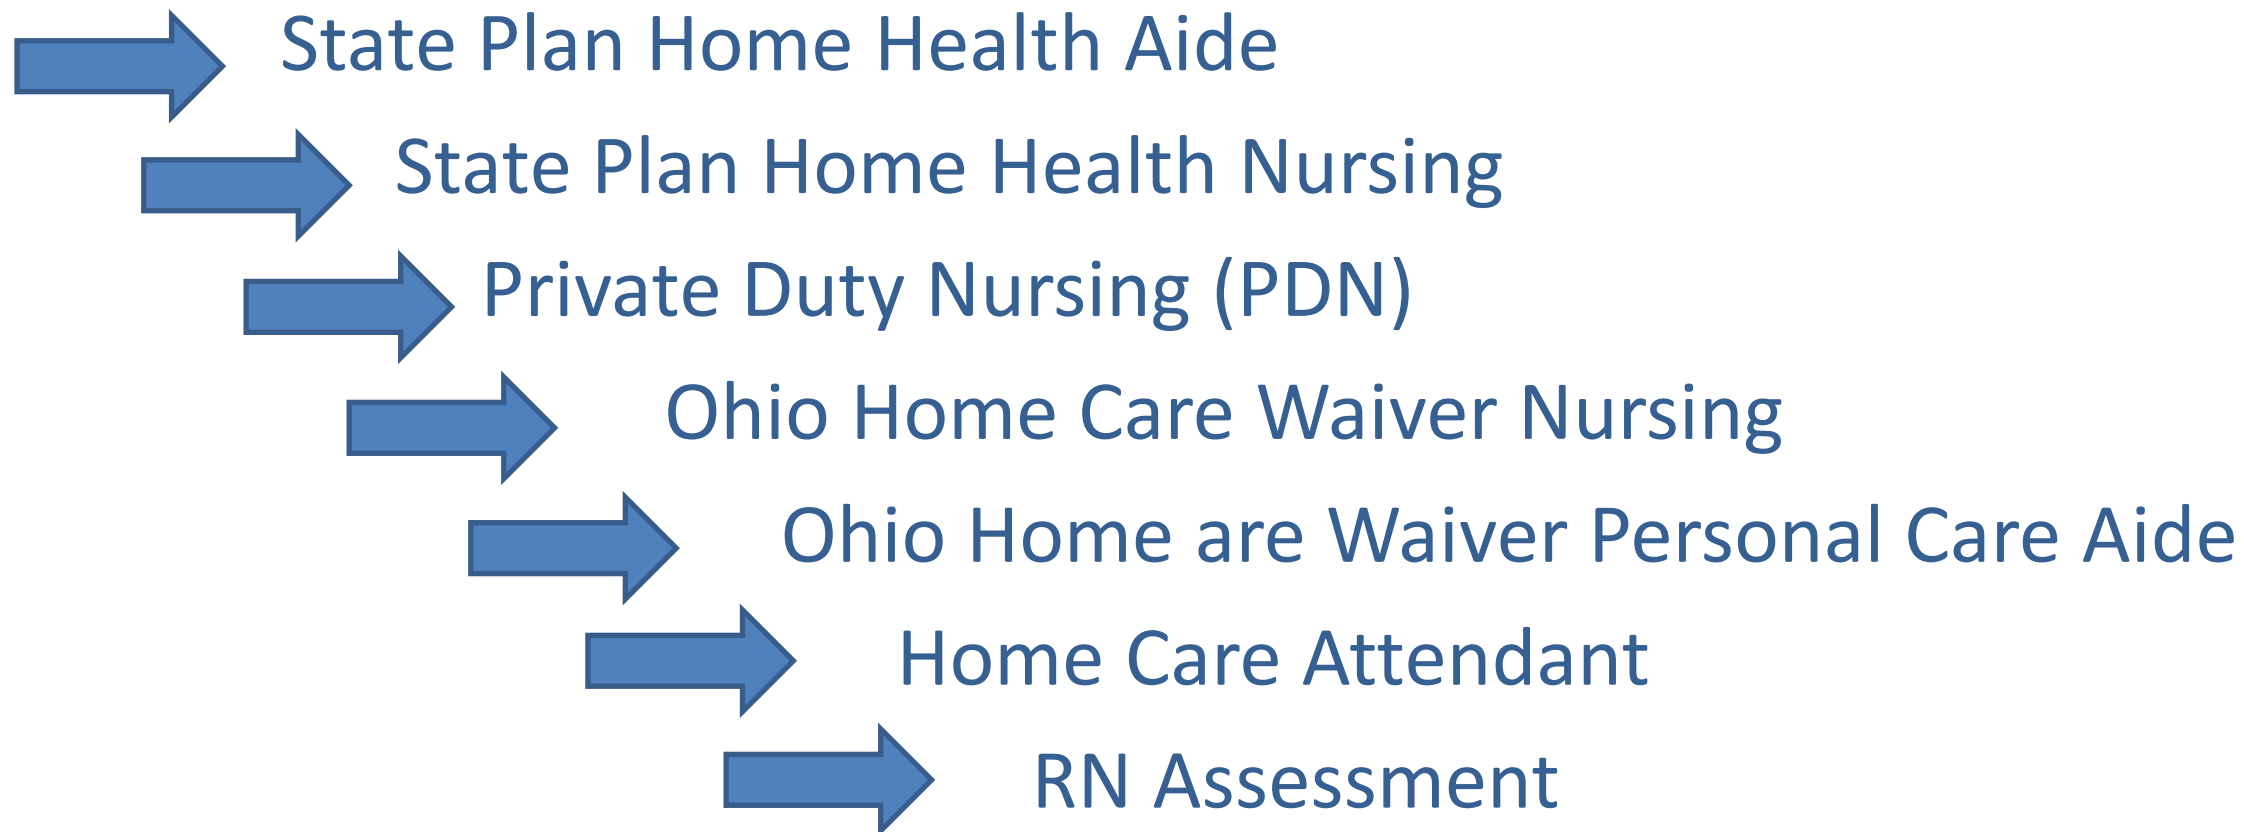 State Plan Home Health Aide
State Plan Home Health Nursing
Private Duty Nursing (PDN)
Ohio Home Care Waiver Nursing
Ohio Home are Waiver Personal Care Aide
Home Care Attendant
RN Assessment